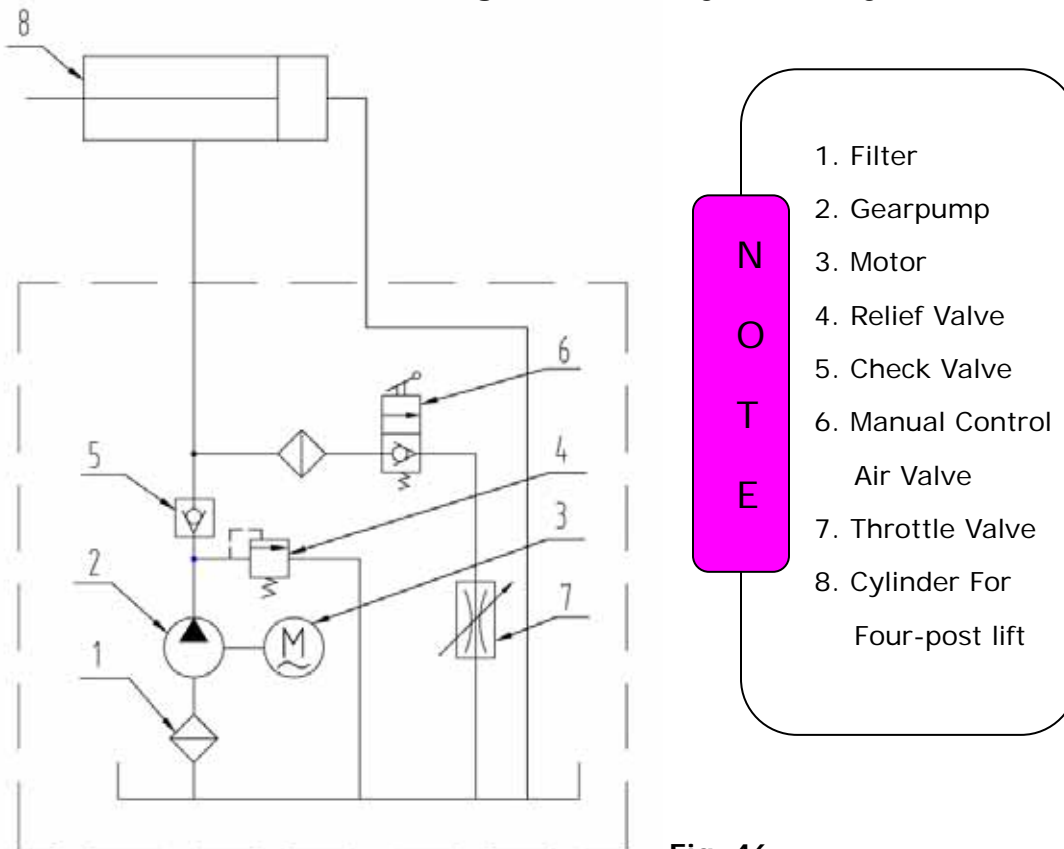 8
6
5
4
3
2
M
7
1
N
O
T
E
1. Filter
2. Gearpump
3. Motor
4. Relief Valve
5. Check Valve
6. Manual Control
Air Valve
7. Throttle Valve
8. Cylinder For
Four-post lift